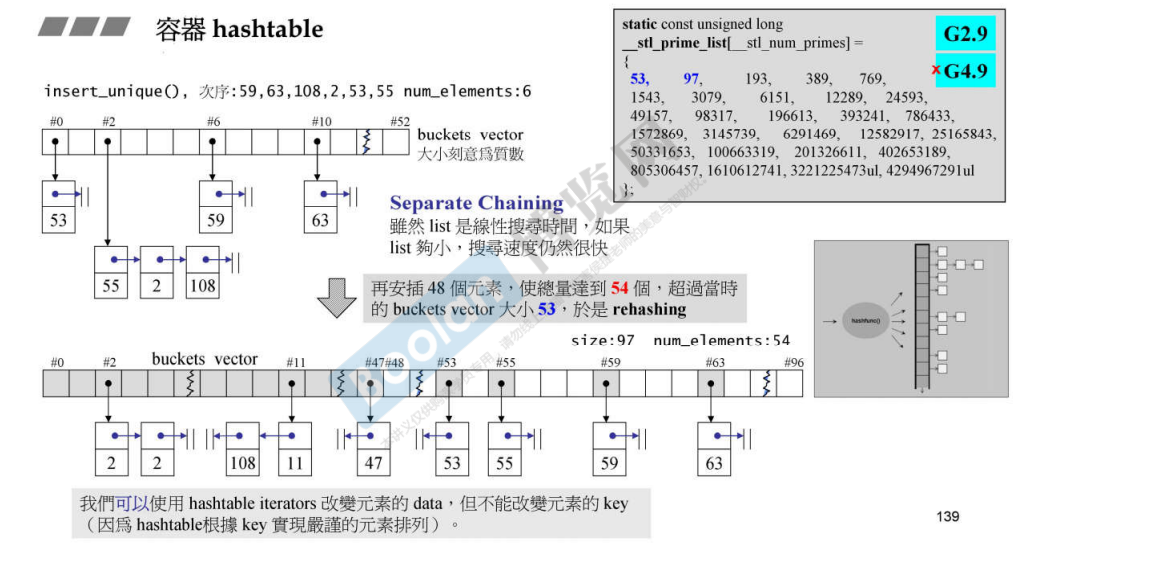 容器 hashtable
insert_unique(), 次序:59,63,108,2,53,55 num_elements:6
#0 #2 #6 #10 #52
buckets vector
大小刻意爲質數
53
59
63
55 2 108
static const unsigned long
__stl_prime_list[__stl_num_primes] =
{
53, 97, 193, 389, 769,
1543, 3079, 6151, 12289, 24593,
49157, 98317, 196613, 393241, 786433,
1572869, 3145739, 6291469, 12582917, 25165843,
50331653, 100663319, 201326611, 402653189,
805306457, 1610612741, 3221225473ul, 4294967291ul
};
G2.9
x G4.9
Separate Chaining
雖然 list 是線性搜尋時間，如果
list 夠小，搜尋速度仍然很快
再安插 48 個元素，使總量達到 54 個，超過當時
的 buckets vector 大小 53，於是 rehashing
size:97 num_elements:54
buckets vector
#0 #2 #11 #47#48 #53 #55 #59 #63 #96
2 2 108 11 47 53 55 59 63
hashfunc()
我們可以使用 hashtable iterators 改變元素的 data，但不能改變元素的 key
（因爲 hashtable根據 key 實現嚴謹的元素排列）。
139
Boolan
博览网